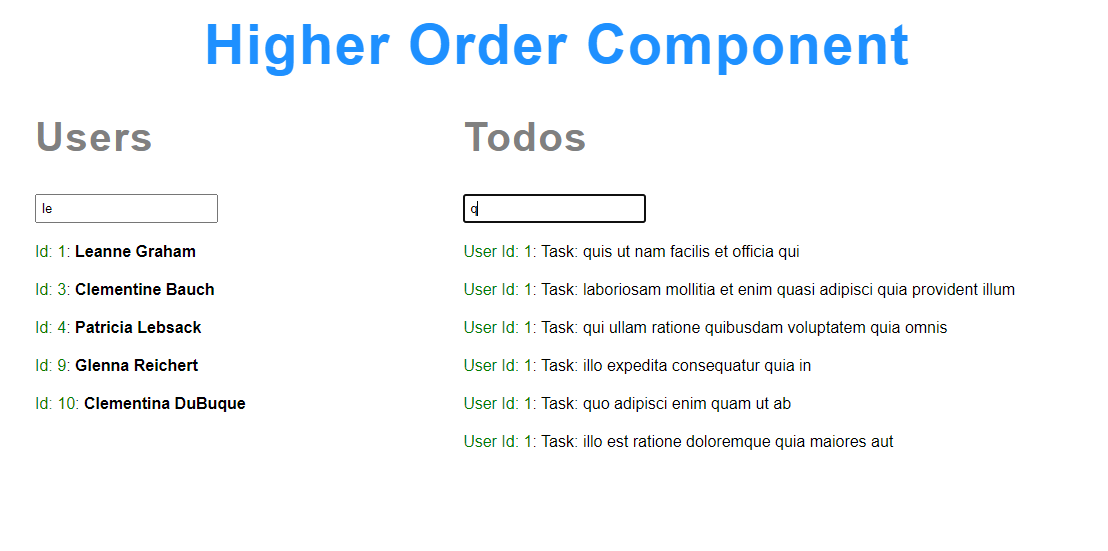 Higher Order Component
Users
le
Id: 1: Leanne Graham
Id: 3: Clementine Bauch
Id: 4: Patricia Lebsack
Id: 9: Glenna Reichert
Id: 10: Clementina DuBuque
Todos
q
User Id: 1: Task: quis ut nam facilis et officia qui
User Id: 1: Task: laboriosam mollitia et enim quasi adipisci quia provident illum
User Id: 1: Task: qui ullam ratione quibusdam voluptatem quia omnis
User Id: 1: Task: illo expedita consequatur quia in
User Id: 1: Task: quo adipisci enim quam ut ab
User Id: 1: Task: illo est ratione doloremque quia maiores aut